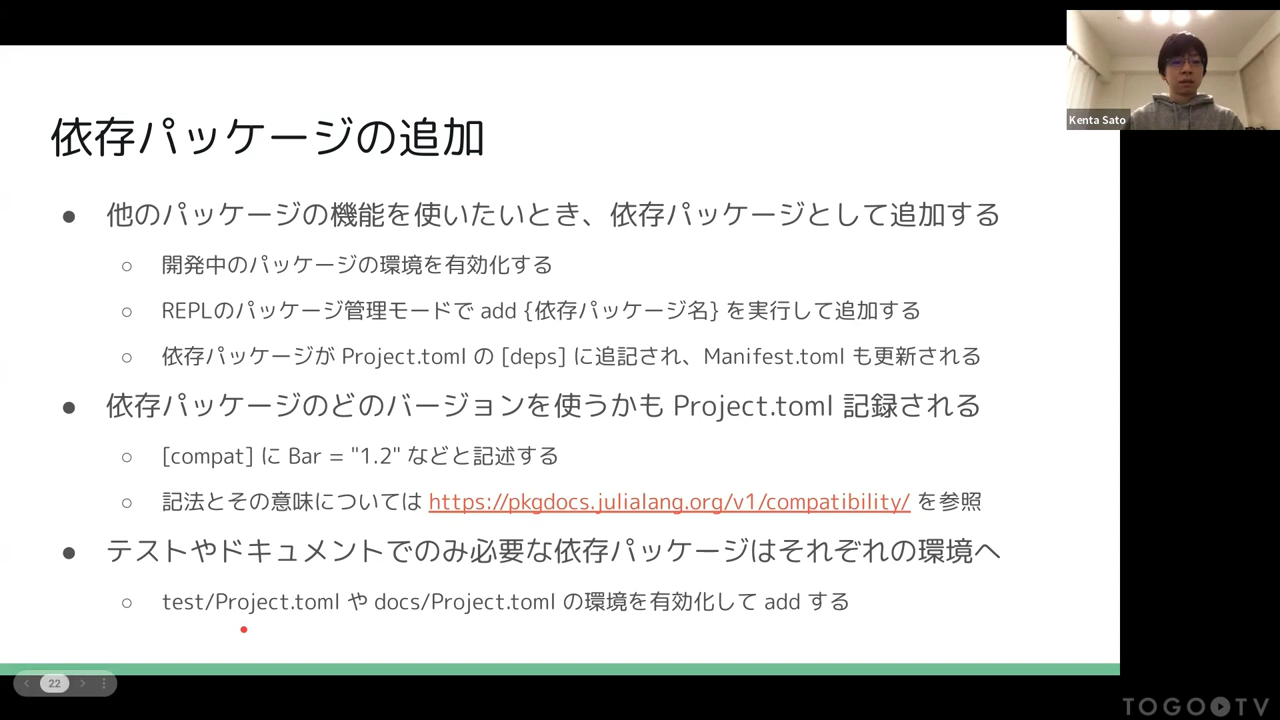 依存パッケージの追加
● 他のパッケージの機能を使いたいとき、依存パッケージとして追加する
○ 開発中のパッケージの環境を有効化する
○ REPLのパッケージ管理モードで add {依存パッケージ名} を実行して追加する
○ 依存パッケージが Project.toml の [deps] に追記され、Manifest.toml も更新される
● 依存パッケージのどのバージョンを使うかも Project.toml 記録される
○ [compat] に Bar = "1.2" などと記述する
○ 記法とその意味については https://pkgdocs.julialang.org/v1/compatibility/ を参照
● テストやドキュメントでのみ必要な依存パッケージはそれぞれの環境へ
○ test/Project.toml や docs/Project.toml の環境を有効化して add する
Kenta Sato
22
TOGO TV